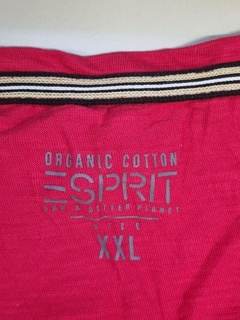 ORGANIC COTTON
ESPRIT
FOR A BETTER PLANET
SIZE
XXL